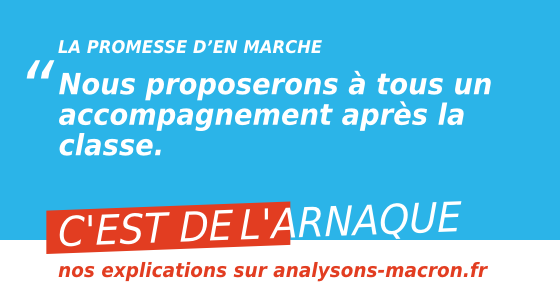 LA PROMESSE D’EN MARCHE
“ Nous proposerons à tous un
accompagnement après la
classe.
C'EST DE L'ARNAQUE
nos explications sur analysons-macron.fr